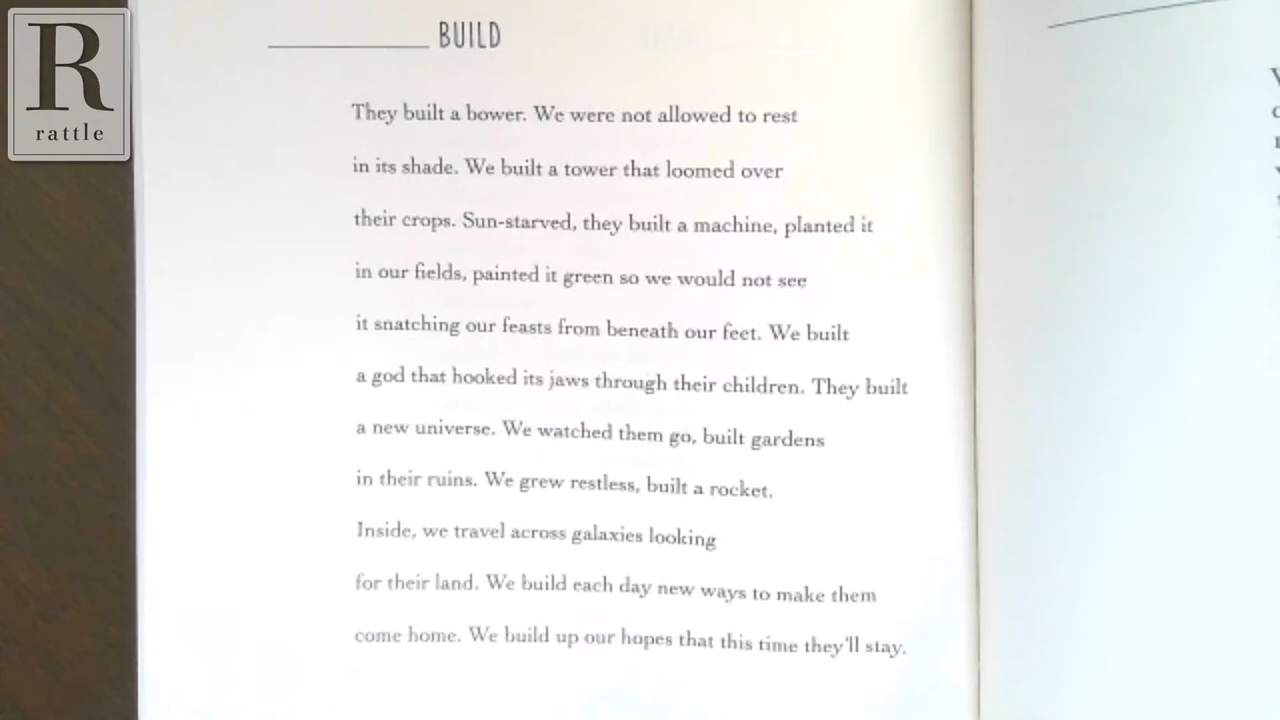 R
rattle
BUILD
They built a bower. We were not allowed to rest
in its shade. We built a tower that loomed over
their crops. Sun-starved, they built a machine, planted it
in our fields, painted it green so we would not see
it snatching our feasts from beneath our feet. We built
a god that hooked its jaws through their children. They built
a new universe. We watched them go, built gardens
in their ruins. We grew restless, built a rocket.
Inside, we travel across galaxies looking
for their land. We build each day new ways to make them
come home. We build up our hopes that this time they'll stay.